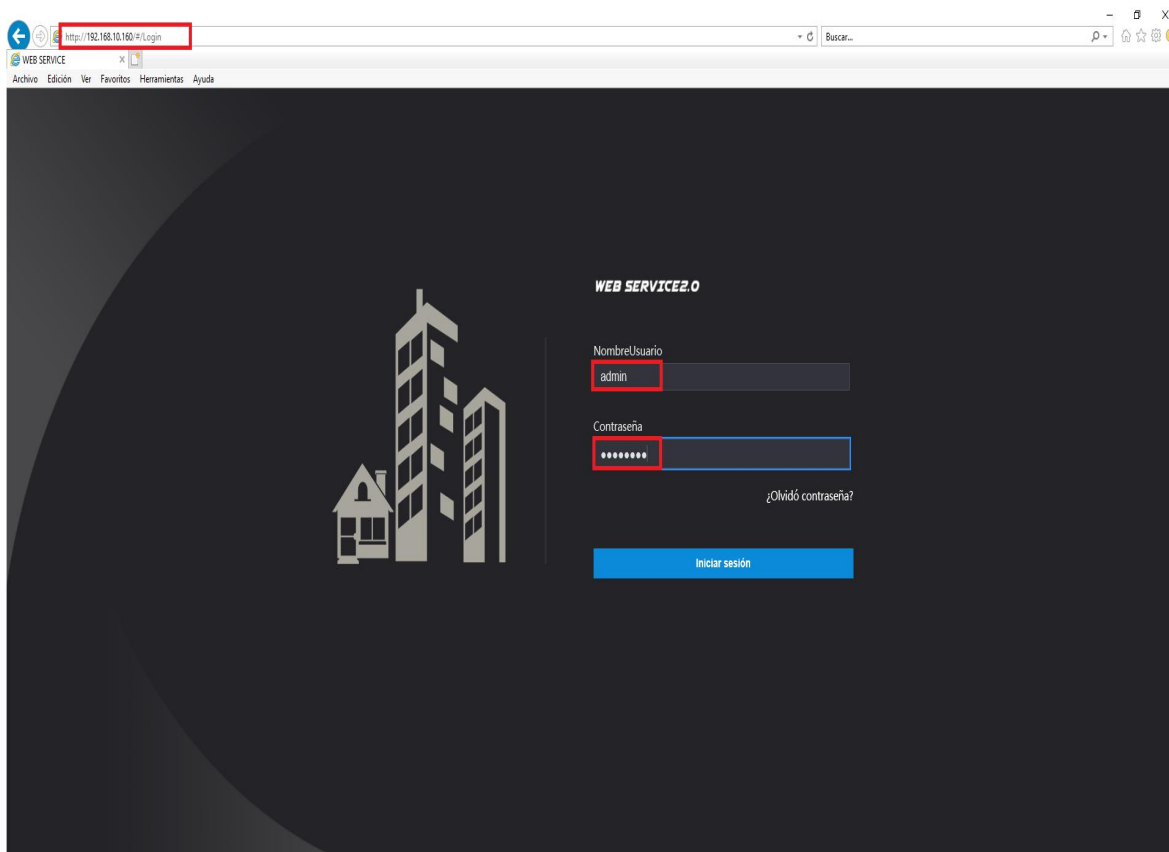 http://192.168.10.160/#/Login
Buscar...
WEB SERVICE
Archivo Edición Ver Favoritos Herramientas Ayuda
WEB SERVICE2.0
NombreUsuario
admin
Contraseña
••••••••
¿Olvidó contraseña?
Iniciar sesión